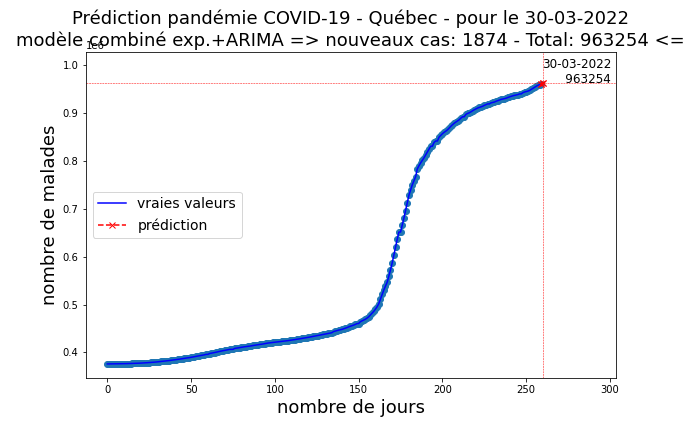 Prédiction pandémie COVID-19 - Québec - pour le 30-03-2022
modèle combiné exp.+ARIMA => nouveaux cas: 1874 - Total: 963254 <=
1e6
30-03-2022
963254
1.0
0.9
0.8
0.7
0.6
0.5
0.4
nombre de malades
vraies valeurs
prédiction
0 50 100 150 200 250 300
nombre de jours